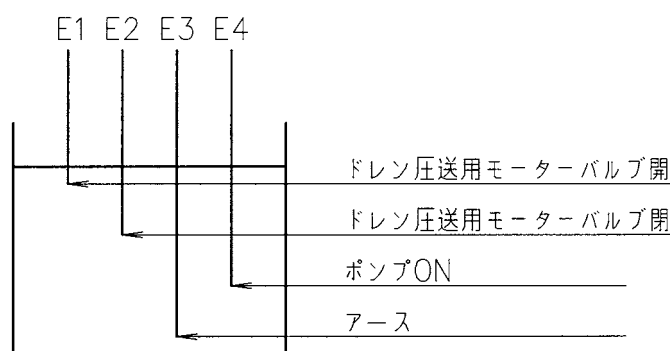 E1 E2 E3 E4
ドレン圧送用モーターバルブ開
ドレン圧送用モーターバルブ閉
ポンプON
アース